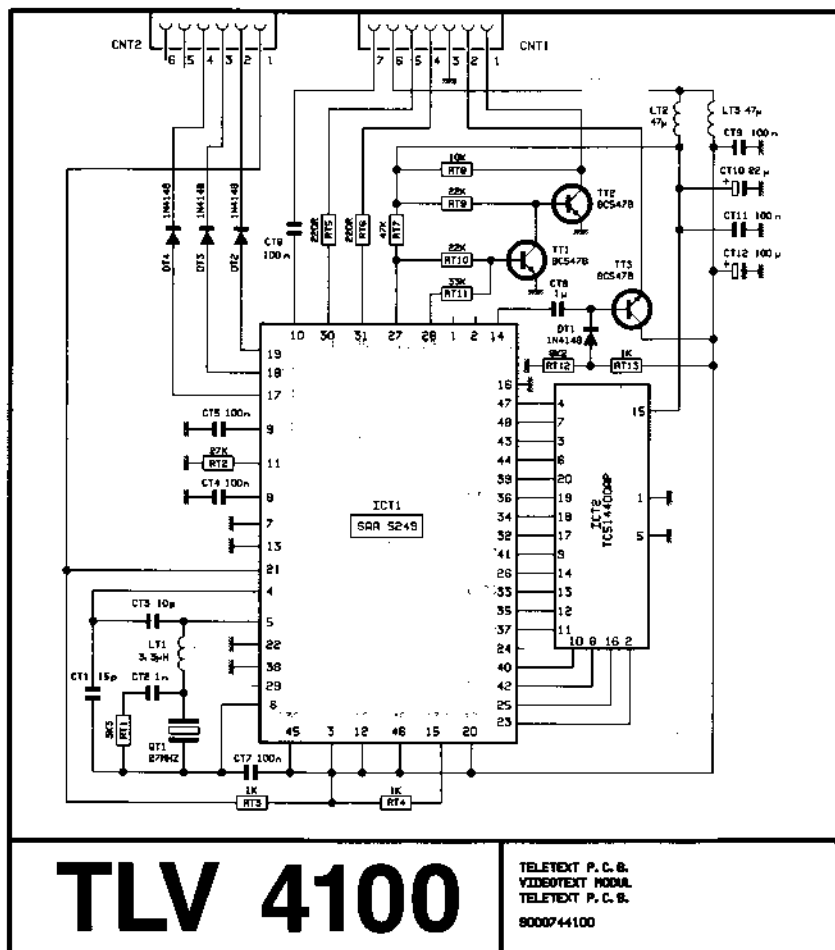 CNT2
6 5 4 3 2 1
7 6 5 4 3 2 1
CNT1
LT2
47µ
LT3 47µ
CT9 100n
CT10 22µ
CT11 100n
CT12 100µ
1N4148
1N4148
1N4148
DT4
DT3
DT2
CT8
100n
220R
RT5
220R
RT6
47K
RT7
10K
RT8
22K
RT9
22K
RT10
33K
RT11
TT2
BC547B
TT1
BC547B
TT3
BC547B
CT6
1µ
DT1
1N4148
8K2
RT12
1K
RT13
10 30 31 27 28 1 2 14
19
18
17
9
11
8
7
13
21
4
5
22
38
29
6
CT5 100n
27K
RT2
CT4 100n
ICT1
SAA 5249
16
47
48
43
44
39
36
34
32
41
26
33
35
37
24
40
42
25
23
4
7
3
6
20
19
18
17
9
14
13
12
11
10 8 16 2
15
1
5
ICT2
TC514400AP
CT3 10p
LT1
3,3µH
CT1 15p
CT2 1n
3K3
RT1
QT1
27MHZ
CT7 100n
45 3 12 46 15 20
1K
RT3
1K
RT4
TLV 4100
TELETEXT P.C.B.
VIDEOTEXT MODUL
TELETEXT P.C.B.
8000744100